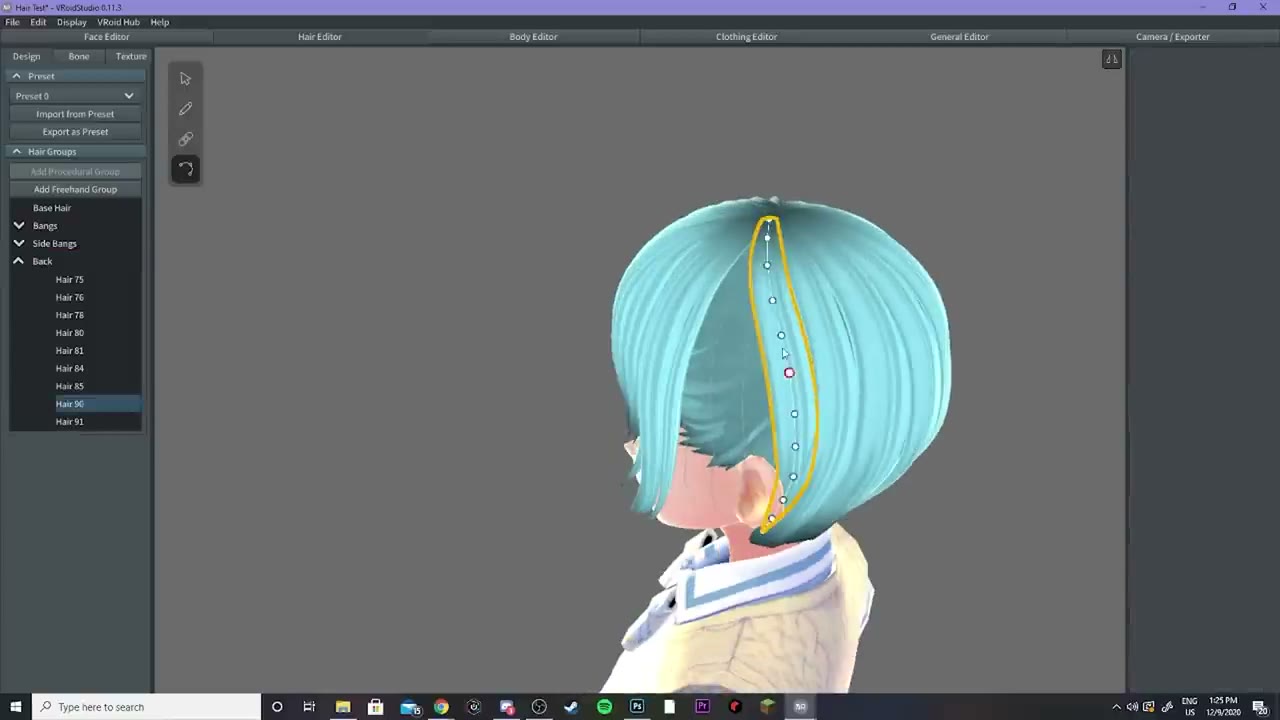 Hair Test* - VRoidStudio 0.11.3
File Edit Display VRoid Hub Help
Face Editor Hair Editor Body Editor Clothing Editor General Editor Camera / Exporter
Design Bone Texture
Preset
Preset 0
Import from Preset
Export as Preset
Hair Groups
Add Procedural Group
Add Freehand Group
Base Hair
Bangs
Side Bangs
Back
Hair 75
Hair 76
Hair 78
Hair 80
Hair 81
Hair 84
Hair 85
Hair 90
Hair 91
Type here to search
Ps
Pr
ENG
US
1:25 PM
12/9/2020